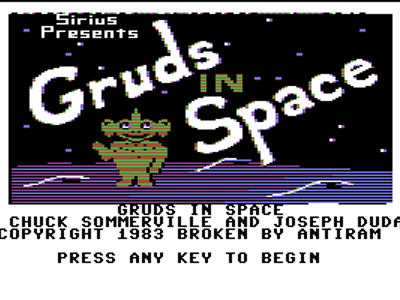 Sirius
Presents
Gruds
IN
Space
GRUDS IN SPACE
CHUCK SOMMERVILLE AND JOSEPH DUDA
COPYRIGHT 1983 BROKEN BY ANTIRAM
PRESS ANY KEY TO BEGIN